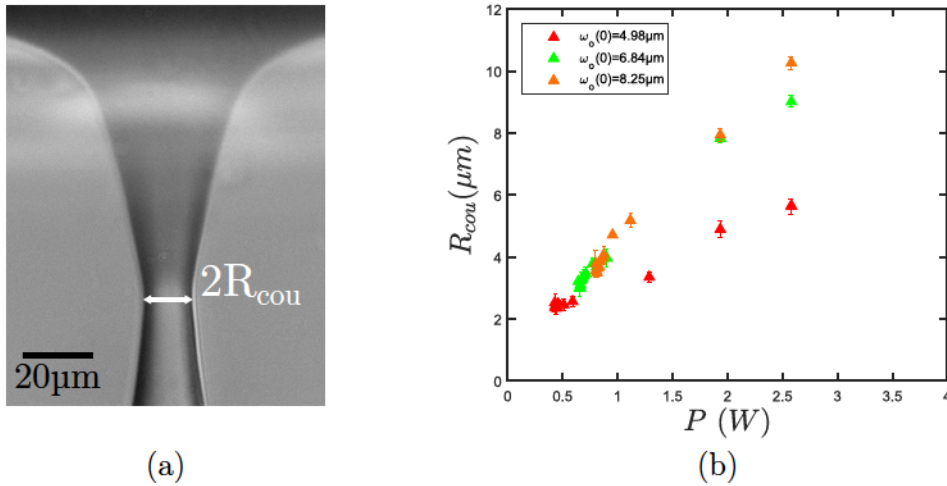 2R_cou
20µm
(a)
12
10
8
6
4
2
0
R_cou(µm)
ω_o(0)=4.98µm
ω_o(0)=6.84µm
ω_o(0)=8.25µm
0 0.5 1 1.5 2 2.5 3 3.5 4
P (W)
(b)